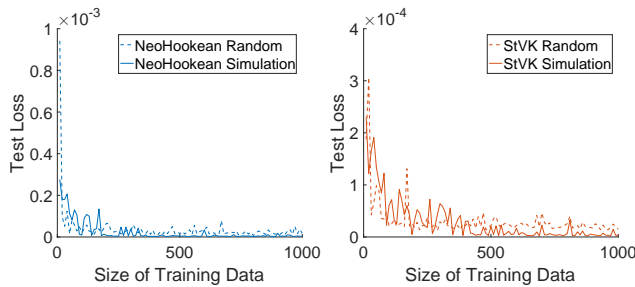 ×10⁻³
1
0.8
0.6
0.4
0.2
0
0 500 1000
Test Loss
Size of Training Data
NeoHookean Random
NeoHookean Simulation
×10⁻⁴
4
3
2
1
0
0 500 1000
Test Loss
Size of Training Data
StVK Random
StVK Simulation